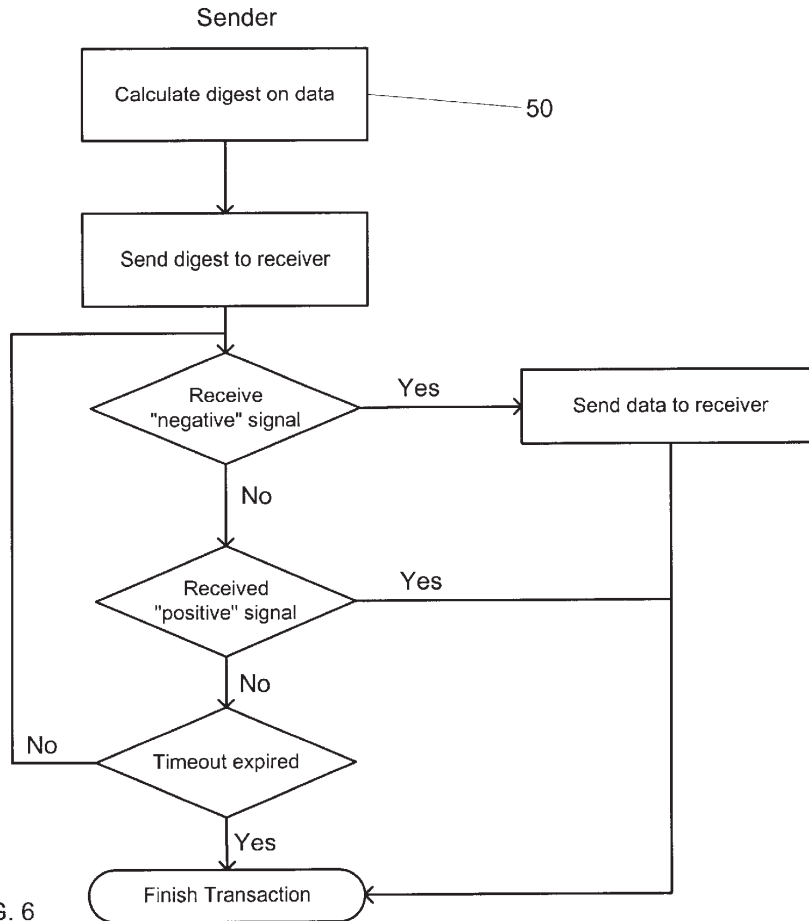 Sender
Calculate digest on data
50
Send digest to receiver
Receive
"negative" signal
Yes
Send data to receiver
No
Received
"positive" signal
Yes
No
No
Timeout expired
Yes
Finish Transaction
G. 6